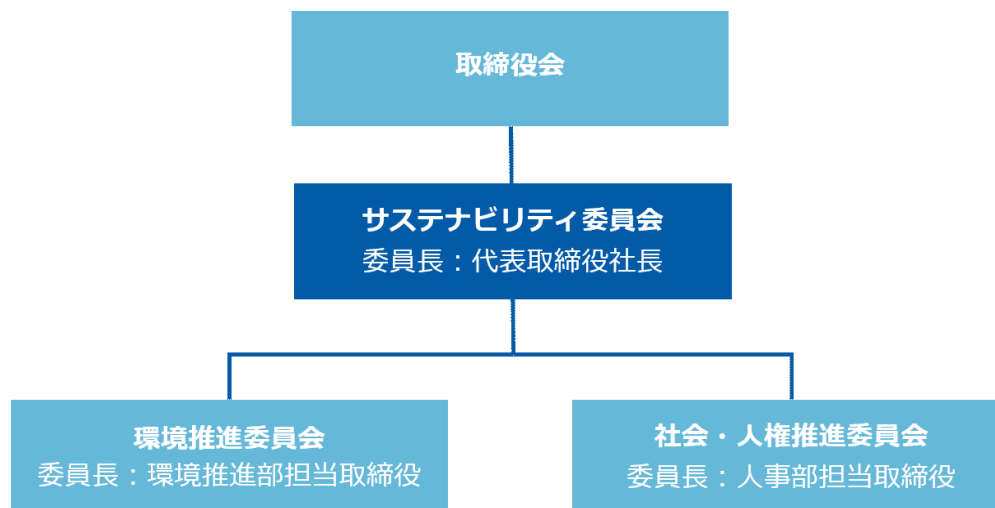 取締役会
サステナビリティ委員会
委員長：代表取締役社長
環境推進委員会
委員長：環境推進部担当取締役
社会・人権推進委員会
委員長：人事部担当取締役